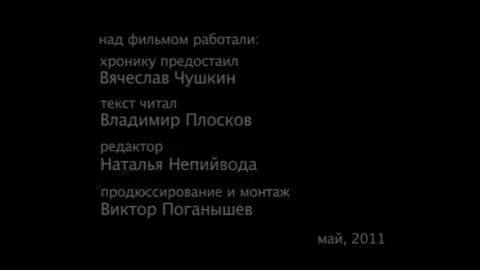 над фильмом работали:
хронику предостаил
Вячеслав Чушкин
текст читал
Владимир Плосков
редактор
Наталья Непийвода
продюссирование и монтаж
Виктор Поганышев
май, 2011